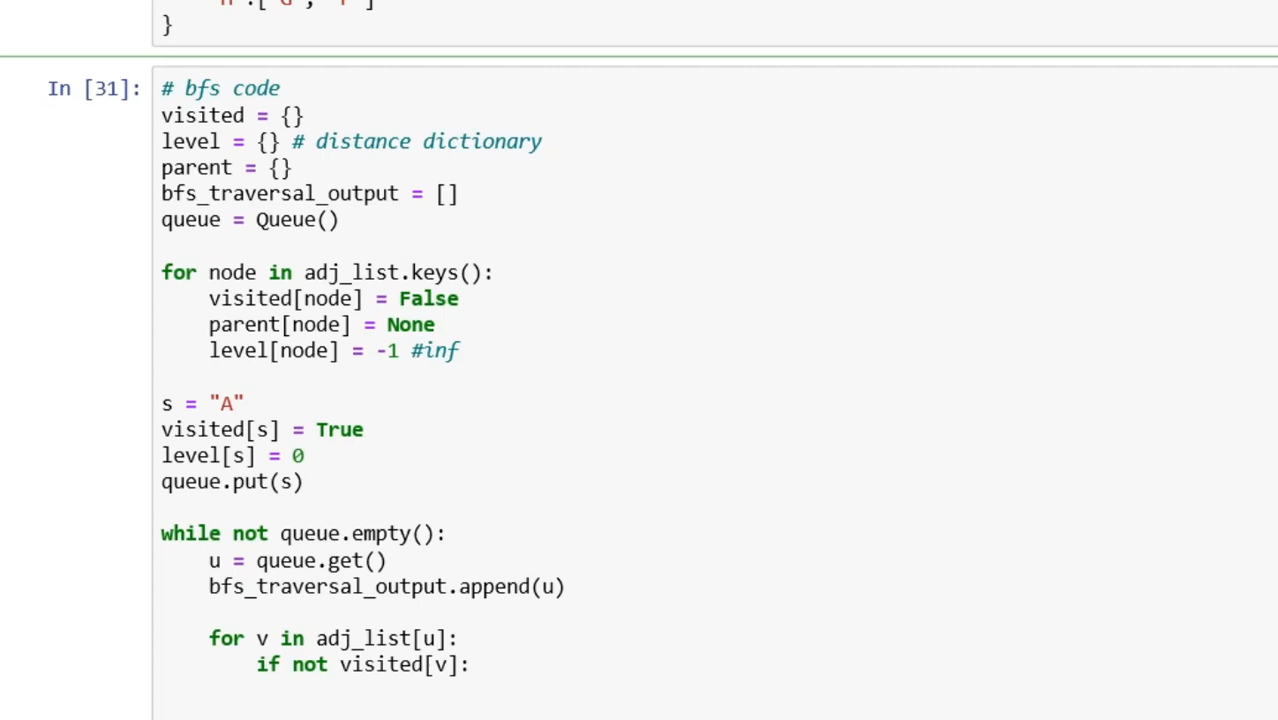 }
In [31]:
# bfs code
visited = {}
level = {} # distance dictionary
parent = {}
bfs_traversal_output = []
queue = Queue()
for node in adj_list.keys():
    visited[node] = False
    parent[node] = None
    level[node] = -1 #inf
s = "A"
visited[s] = True
level[s] = 0
queue.put(s)
while not queue.empty():
    u = queue.get()
    bfs_traversal_output.append(u)
    for v in adj_list[u]:
        if not visited[v]: